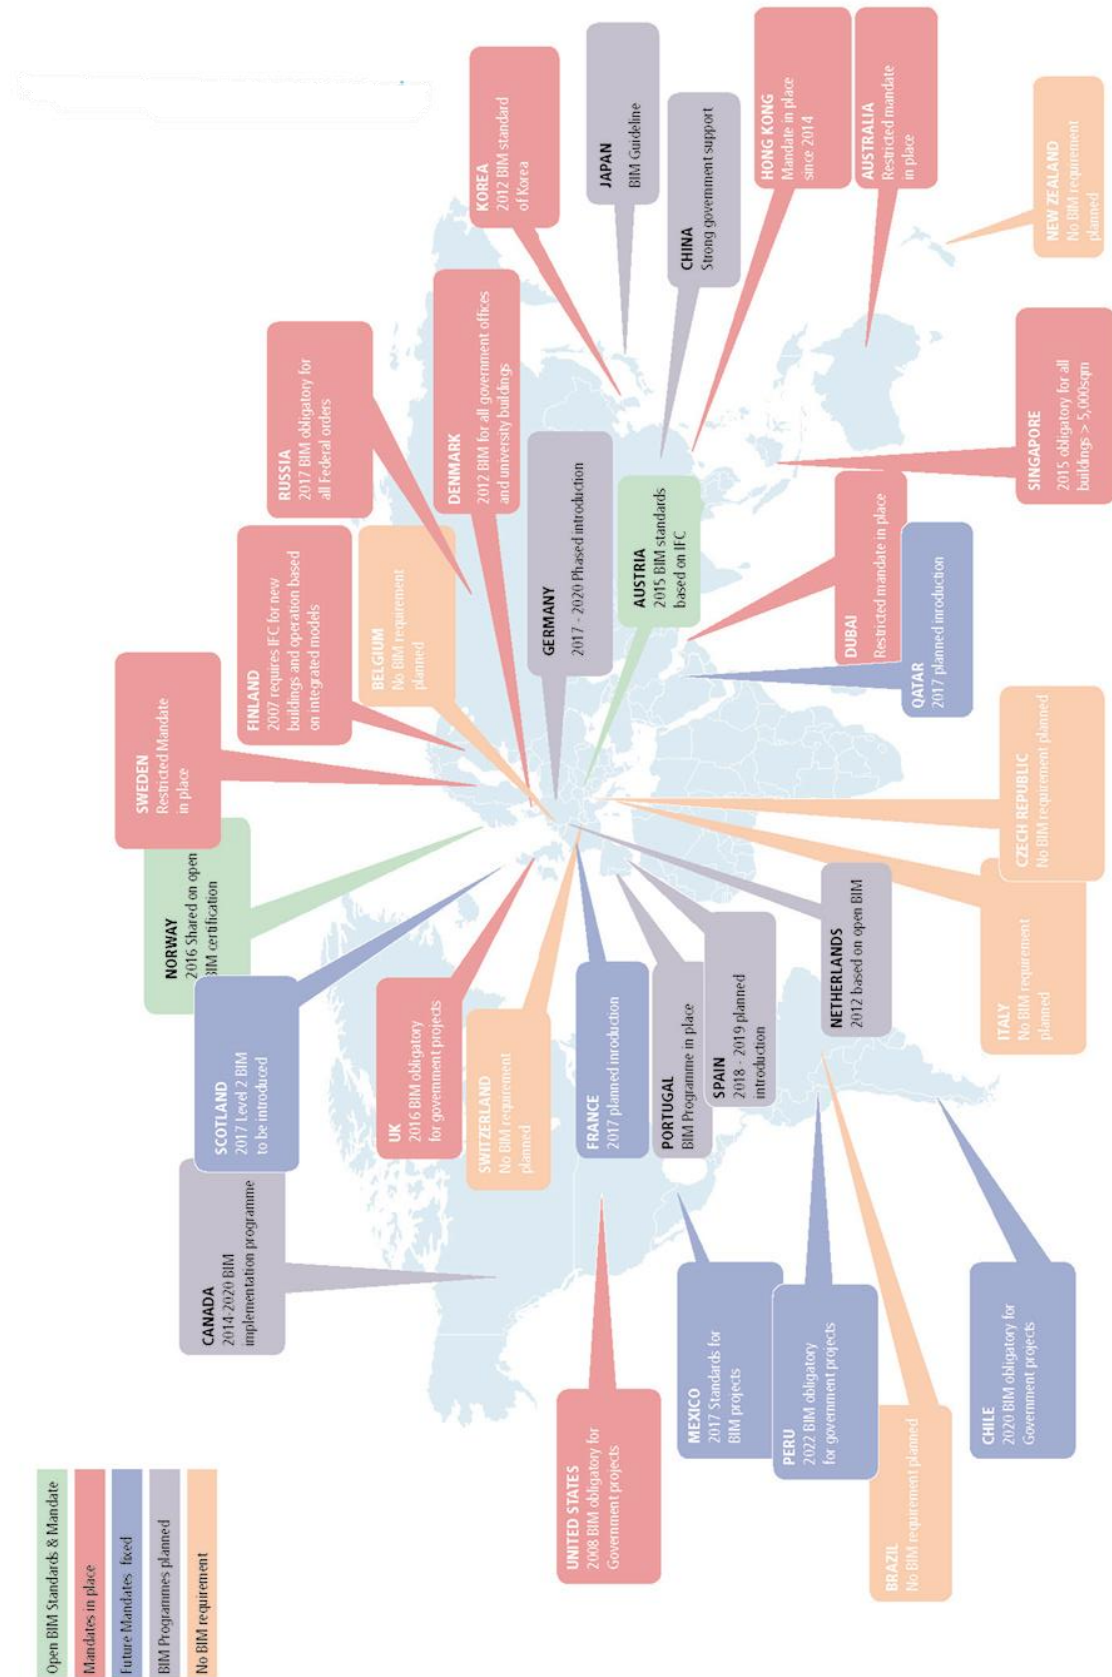 Open BIM Standards & Mandate
Mandates in place
Future Mandates fixed
BIM Programmes planned
No BIM requirement
CANADA
2014-2020 BIM
implementation programme
SCOTLAND
2017 Level 2 BIM
to be introduced
NORWAY
2016 Shared on open
BIM certification
SWEDEN
Restricted Mandate
in place
FINLAND
2007 requires IFC for new
buildings and operation based
on integrated models
RUSSIA
2017 BIM obligatory for
all Federal orders
BELGIUM
No BIM requirement
planned
DENMARK
2012 BIM for all government offices
and university buildings
KOREA
2012 BIM standard
of Korea
JAPAN
BIM Guideline
UK
2016 BIM obligatory
for government projects
SWITZERLAND
No BIM requirement
planned
GERMANY
2017 - 2020 Phased introduction
CHINA
Strong government support
UNITED STATES
2008 BIM obligatory for
Government projects
FRANCE
2017 planned inroduction
AUSTRIA
2015 BIM standards
based on IFC
HONG KONG
Mandate in place
since 2014
PORTUGAL
BIM Programme in place
SPAIN
2018 - 2019 planned
introduction
MEXICO
2017 Standards for
BIM projects
PERU
2022 BIM obligatory
for government projects
NETHERLANDS
2012 based on open BIM
DUBAI
Restricted mandate in place
QATAR
2017 planned inroduction
AUSTRALIA
Restricted mandate
in place
BRAZIL
No BIM requirement planned
CHILE
2020 BIM obligatory for
Government projects
ITALY
No BIM requirement
planned
CZECH REPUBLIC
No BIM requirement planned
SINGAPORE
2015 obligatory for all
buildings > 5,000sqm
NEW ZEALAND
No BIM requirement
planned